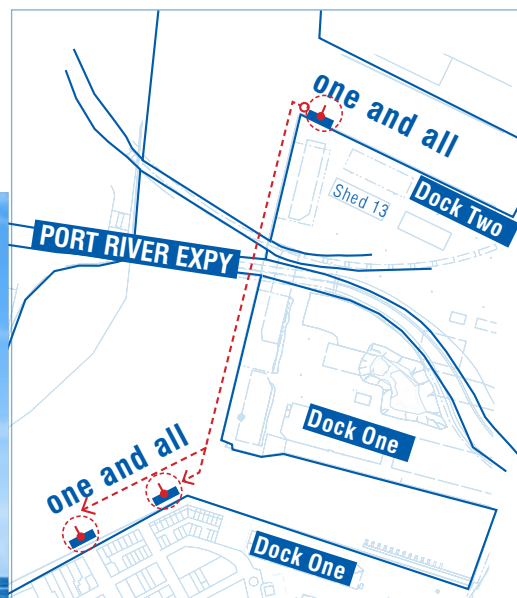 one and all
Shed 13
Dock Two
PORT RIVER EXPY
Dock One
one and all
Dock One